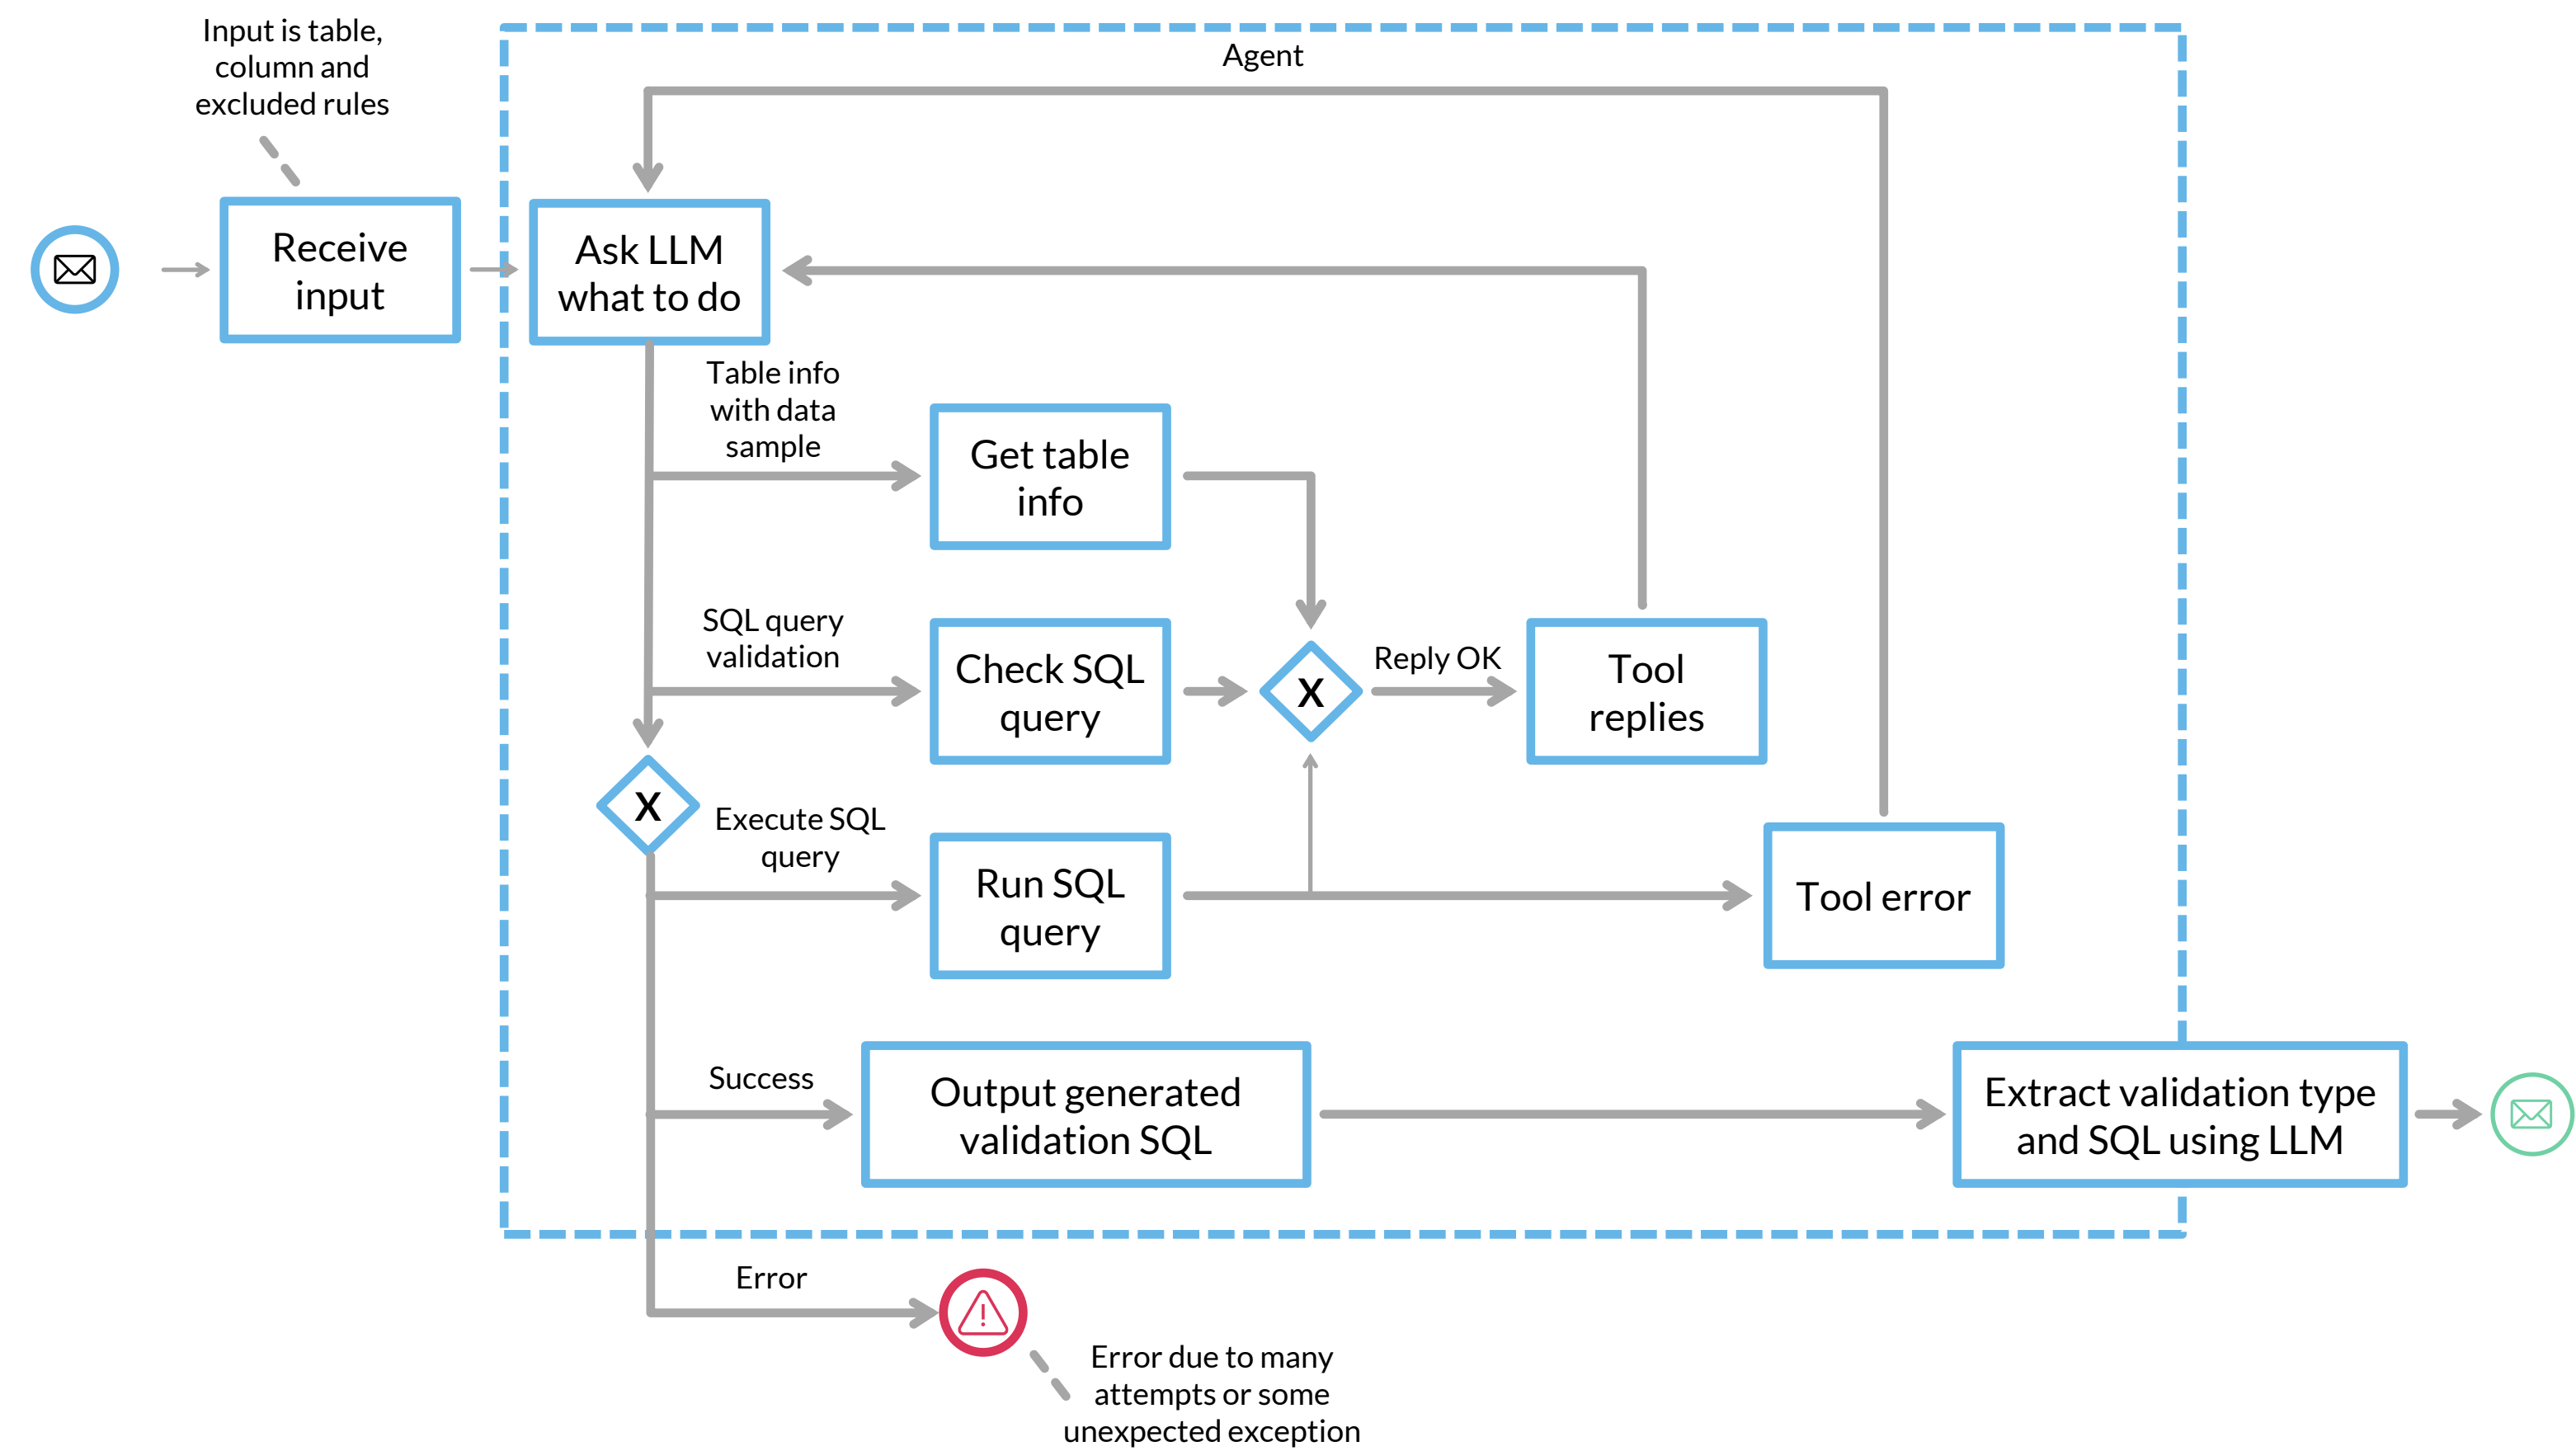 Input is table,
column and
excluded rules
Agent
Receive
input
Ask LLM
what to do
Table info
with data
sample
Get table
info
SQL query
validation
Check SQL
query
X
Reply OK
Tool
replies
X
Execute SQL
query
Run SQL
query
Tool error
Success
Output generated
validation SQL
Extract validation type
and SQL using LLM
Error
Error due to many
attempts or some
unexpected exception